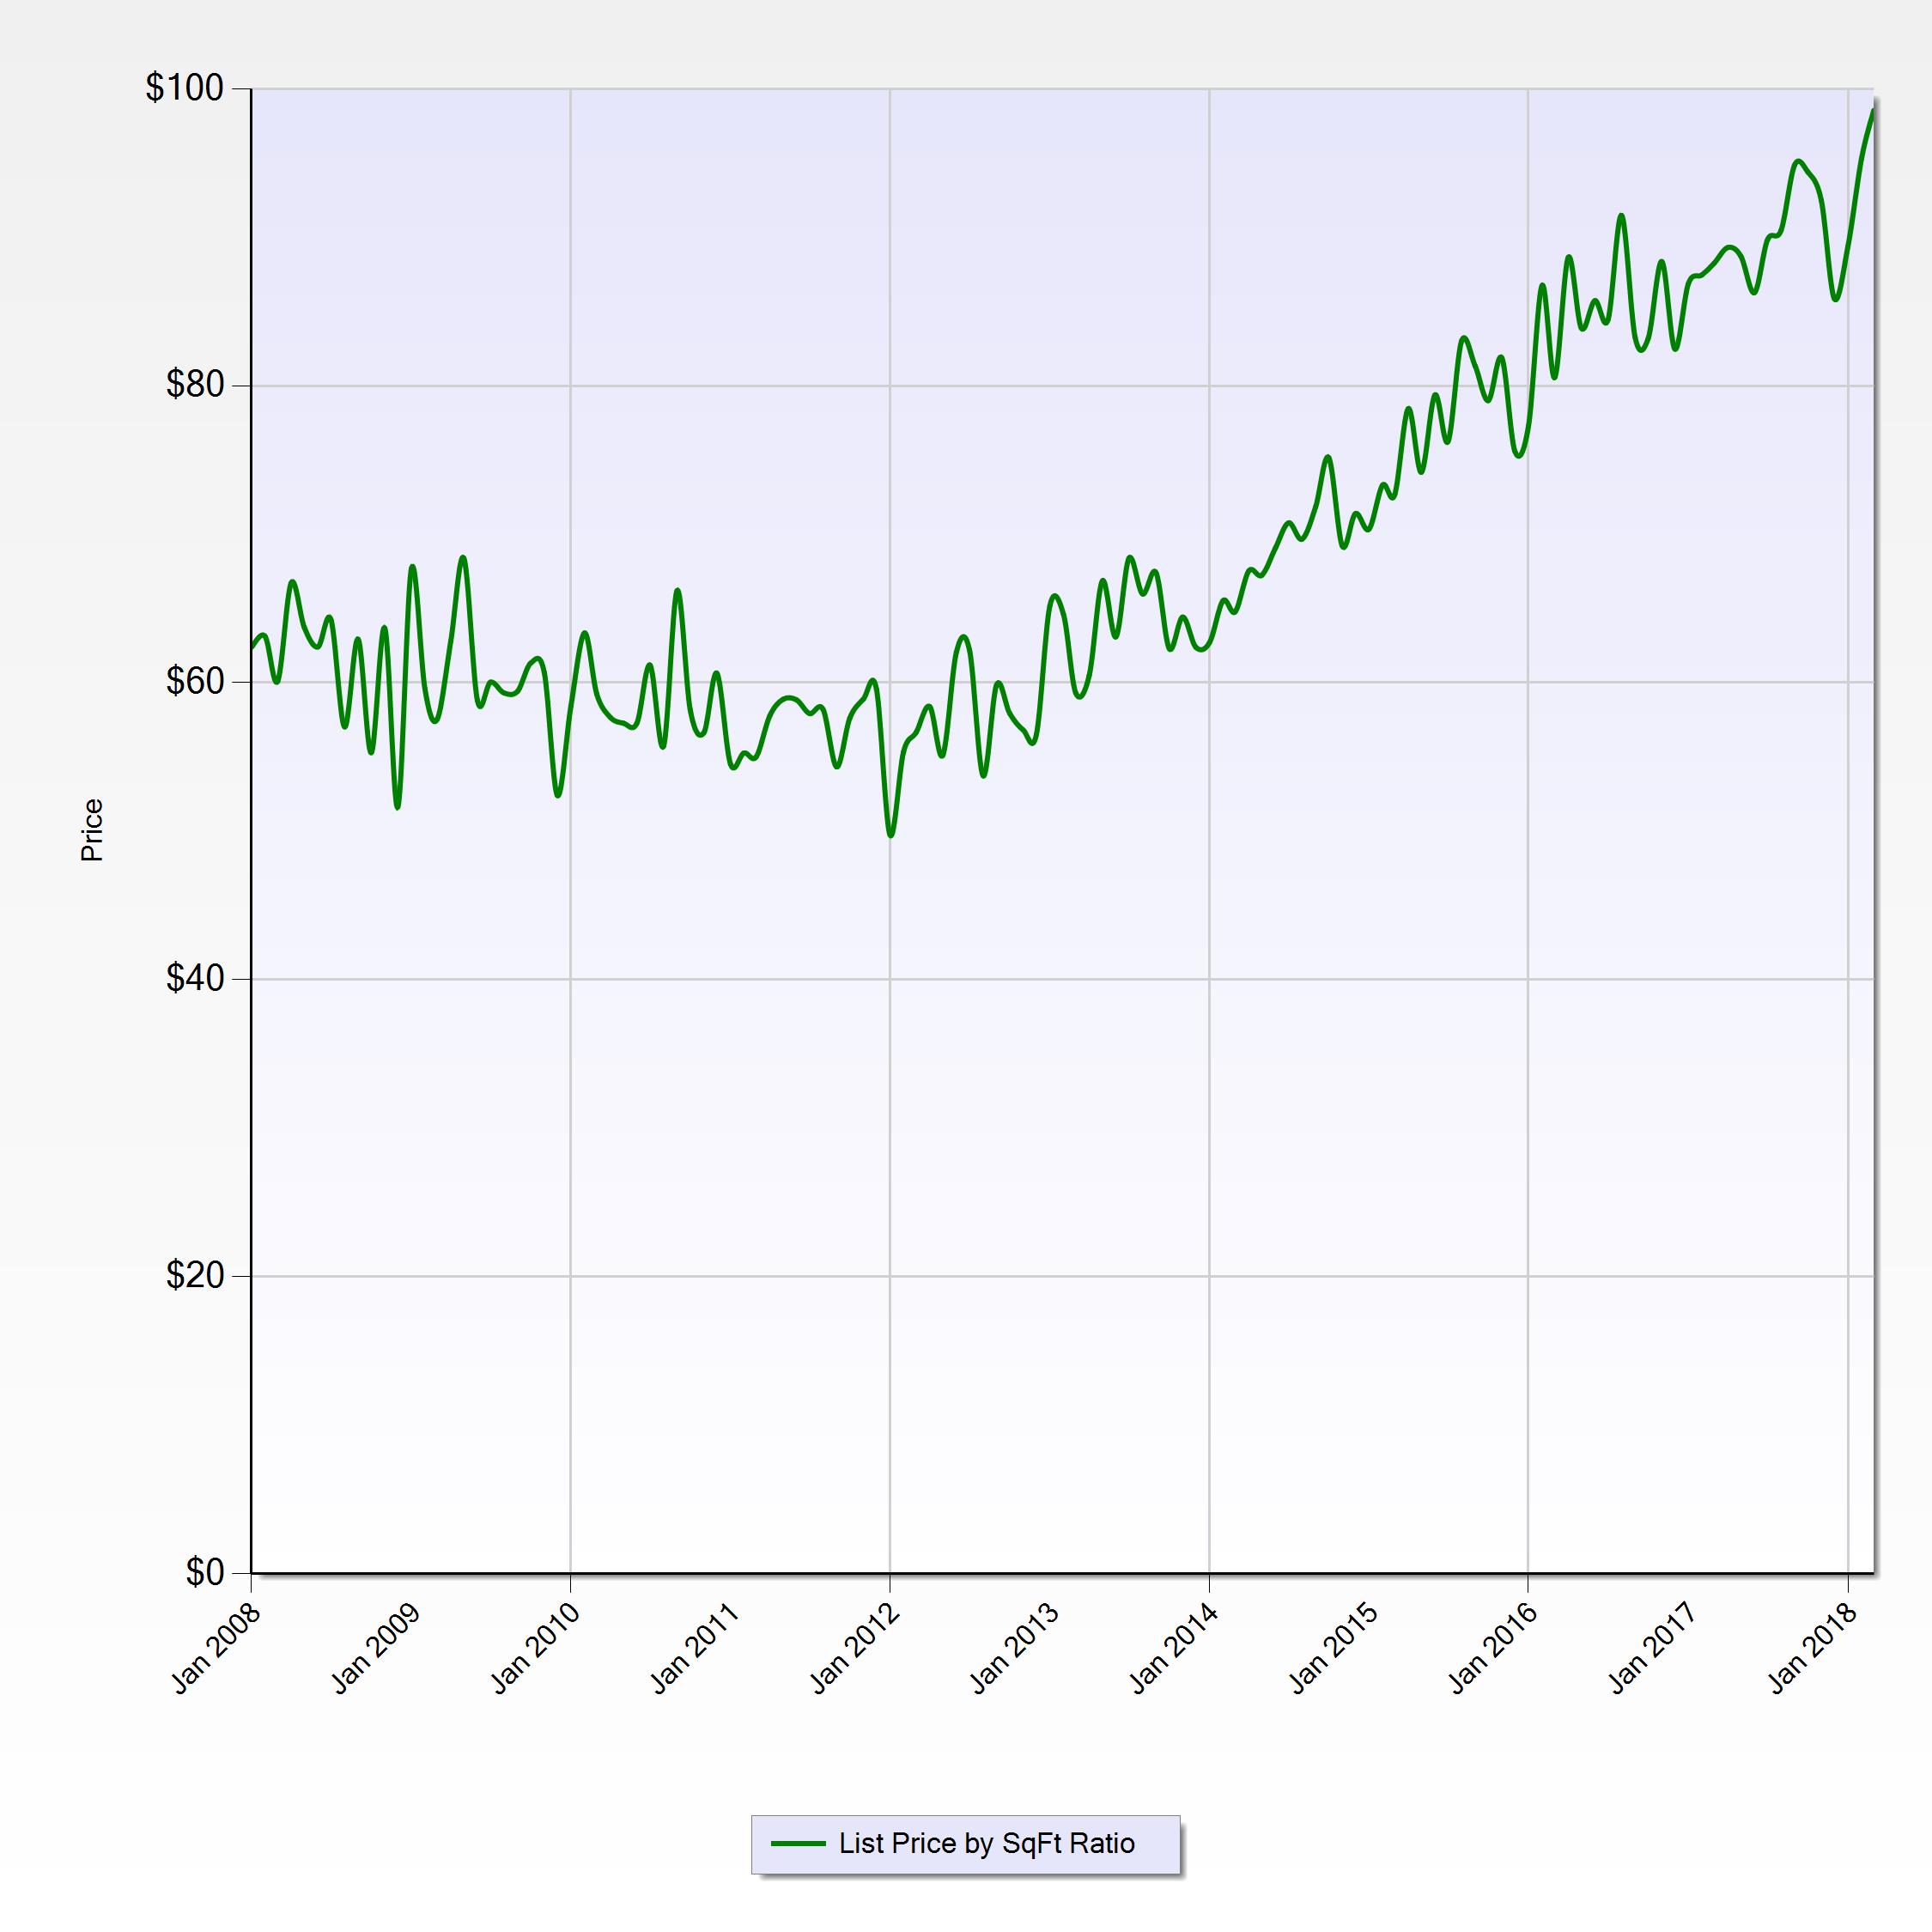 $100
$80
$60
$40
$20
$0
Price
Jan 2008
Jan 2009
Jan 2010
Jan 2011
Jan 2012
Jan 2013
Jan 2014
Jan 2015
Jan 2016
Jan 2017
Jan 2018
List Price by SqFt Ratio